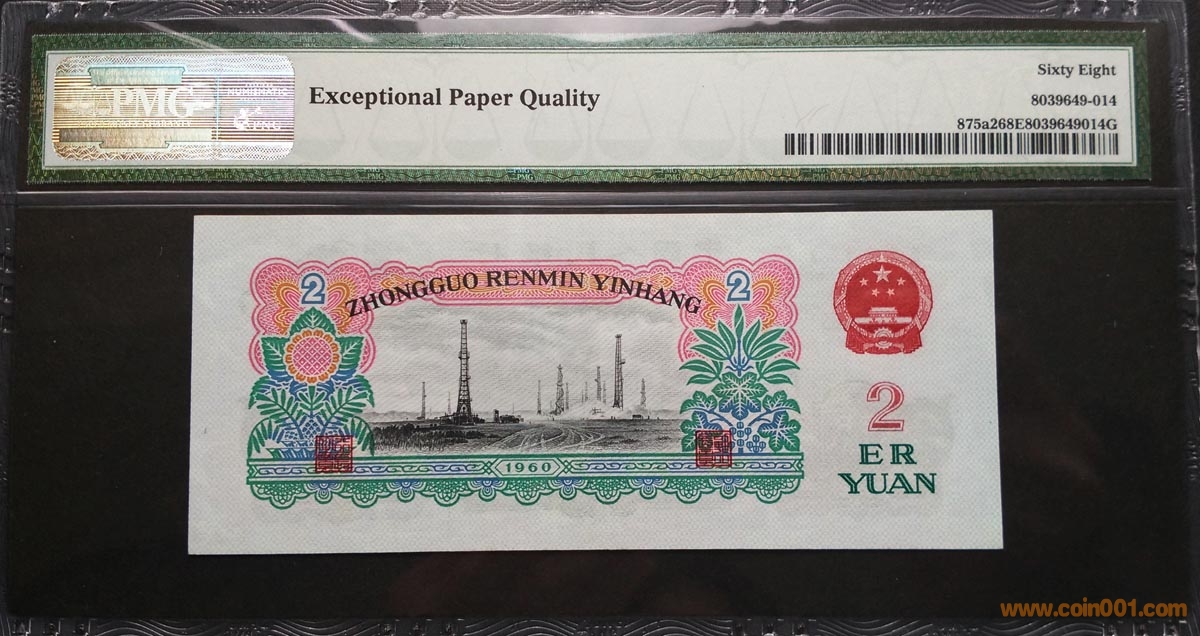 PMG
Exceptional Paper Quality
Sixty Eight
8039649-014
875a268E8039649014G
2
ZHONGGUO RENMIN YINHANG
2
1960
2
ER
YUAN
www.coin001.com